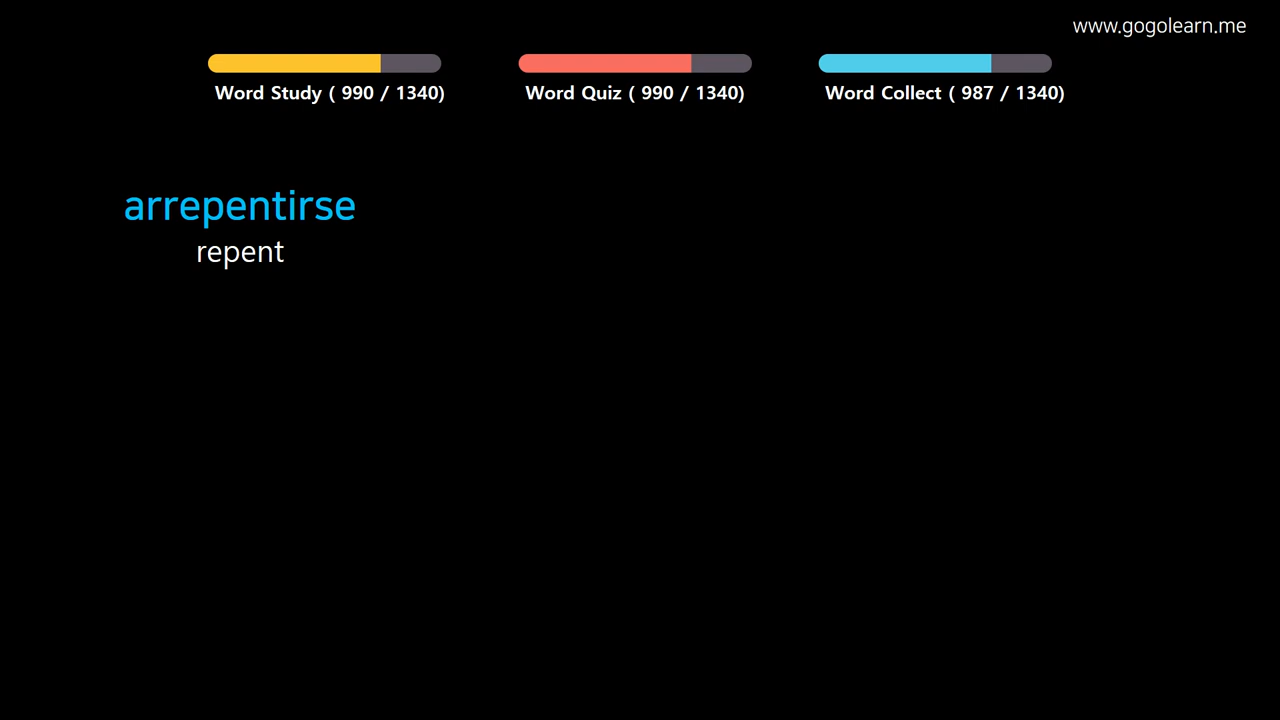 www.gogolearn.me
Word Study ( 990 / 1340)
Word Quiz ( 990 / 1340)
Word Collect ( 987 / 1340)
arrepentirse
repent